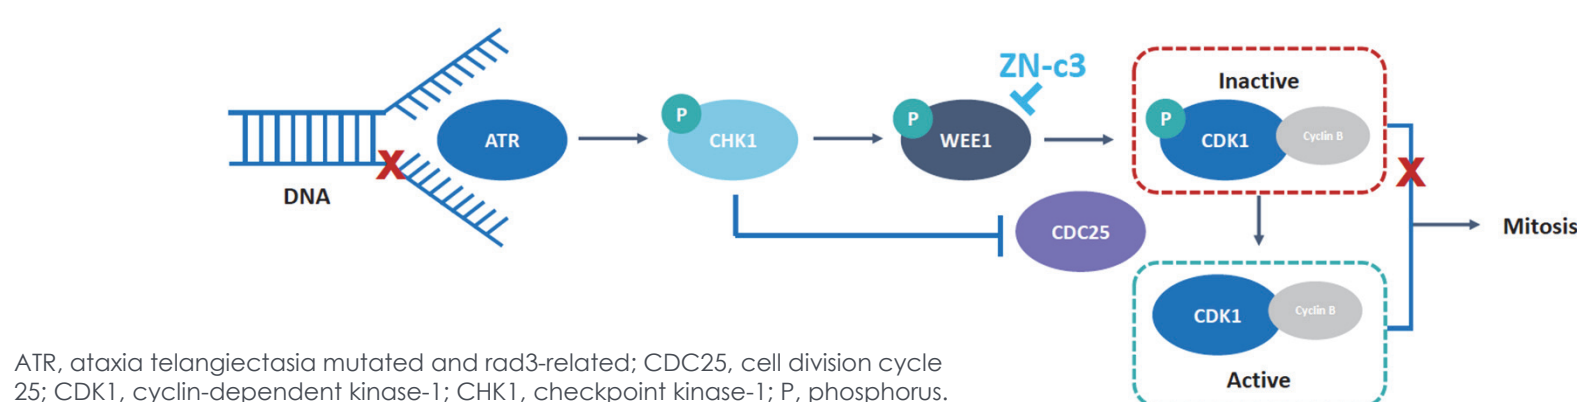 ZN-c3
Inactive
P
P
P
ATR
CHK1
WEE1
CDK1
Cyclin B
DNA
CDC25
Mitosis
CDK1
Cyclin B
Active
ATR, ataxia telangiectasia mutated and rad3-related; CDC25, cell division cycle
25; CDK1, cyclin-dependent kinase-1; CHK1, checkpoint kinase-1; P, phosphorus.